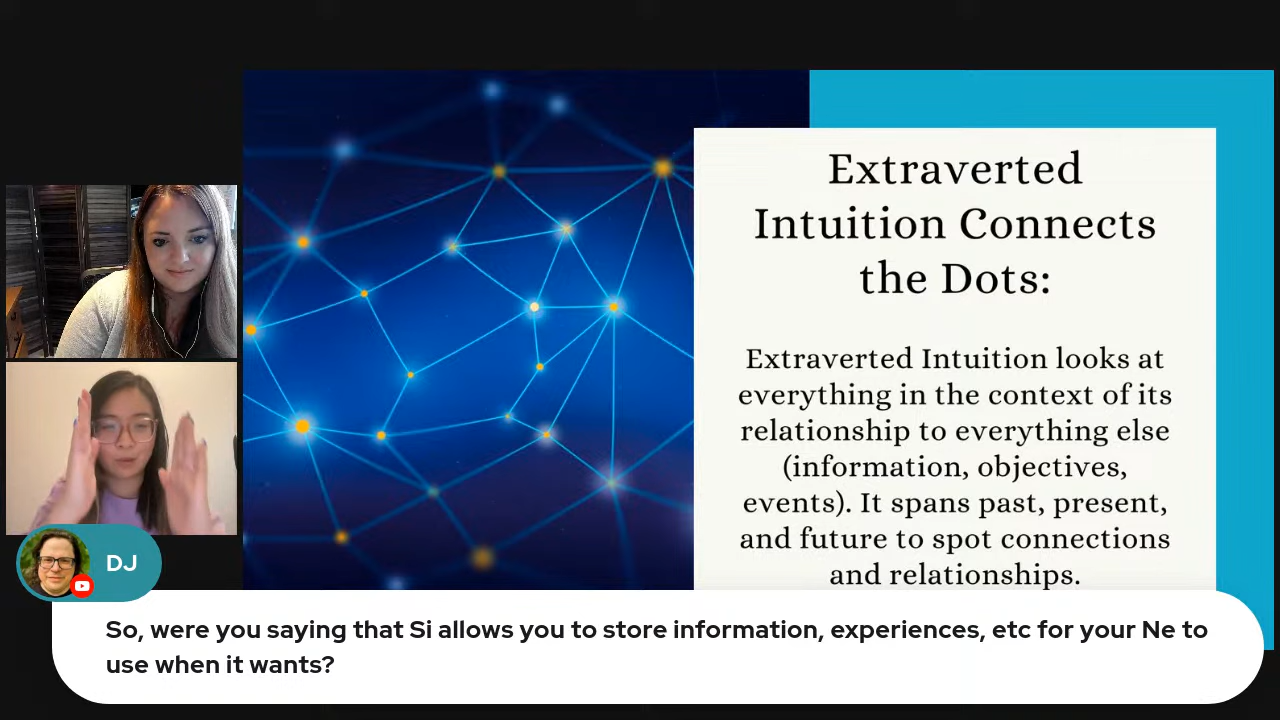 Extraverted
Intuition Connects
the Dots:
Extraverted Intuition looks at
everything in the context of its
relationship to everything else
(information, objectives,
events). It spans past, present,
and future to spot connections
and relationships.
DJ
So, were you saying that Si allows you to store information, experiences, etc for your Ne to
use when it wants?